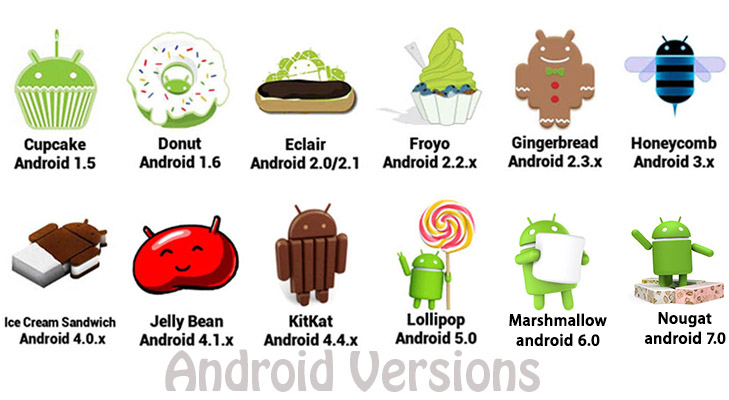 Cupcake
Android 1.5
Donut
Android 1.6
Eclair
Android 2.0/2.1
Froyo
Android 2.2.x
Gingerbread
Android 2.3.x
Honeycomb
Android 3.x
Ice Cream Sandwich
Android 4.0.x
Jelly Bean
Android 4.1.x
KitKat
Android 4.4.x
Lollipop
Android 5.0
Marshmallow
android 6.0
Nougat
android 7.0
Android Versions